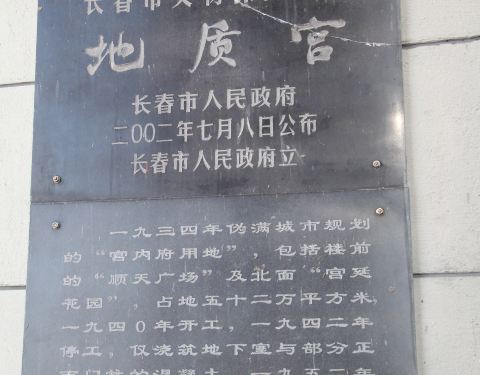 长春市文物
地质宫
长春市人民政府
二00二年七月八日公布
长春市人民政府立
一九三四年伪满城市规划
的“宫内府用地”,包括楼前
的“顺天广场”及北面“宫廷
花园”,占地五十二万平方米,
一九四0年开工,一九四二年
停工,仅浇筑地下室与部分正